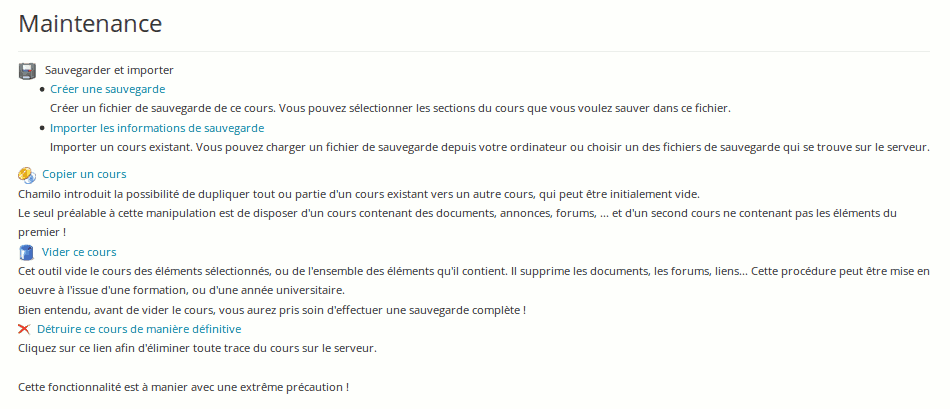 Maintenance
Sauvegarder et importer
• Créer une sauvegarde
Créer un fichier de sauvegarde de ce cours. Vous pouvez sélectionner les sections du cours que vous voulez sauver dans ce fichier.
• Importer les informations de sauvegarde
Importer un cours existant. Vous pouvez charger un fichier de sauvegarde depuis votre ordinateur ou choisir un des fichiers de sauvegarde qui se trouve sur le serveur.
Copier un cours
Chamilo introduit la possibilité de dupliquer tout ou partie d'un cours existant vers un autre cours, qui peut être initialement vide.
Le seul préalable à cette manipulation est de disposer d'un cours contenant des documents, annonces, forums, ... et d'un second cours ne contenant pas les éléments du
premier !
Vider ce cours
Cet outil vide le cours des éléments sélectionnés, ou de l'ensemble des éléments qu'il contient. Il supprime les documents, les forums, liens... Cette procédure peut être mise en
oeuvre à l'issue d'une formation, ou d'une année universitaire.
Bien entendu, avant de vider le cours, vous aurez pris soin d'effectuer une sauvegarde complète !
Détruire ce cours de manière définitive
Cliquez sur ce lien afin d'éliminer toute trace du cours sur le serveur.
Cette fonctionnalité est à manier avec une extrême précaution !